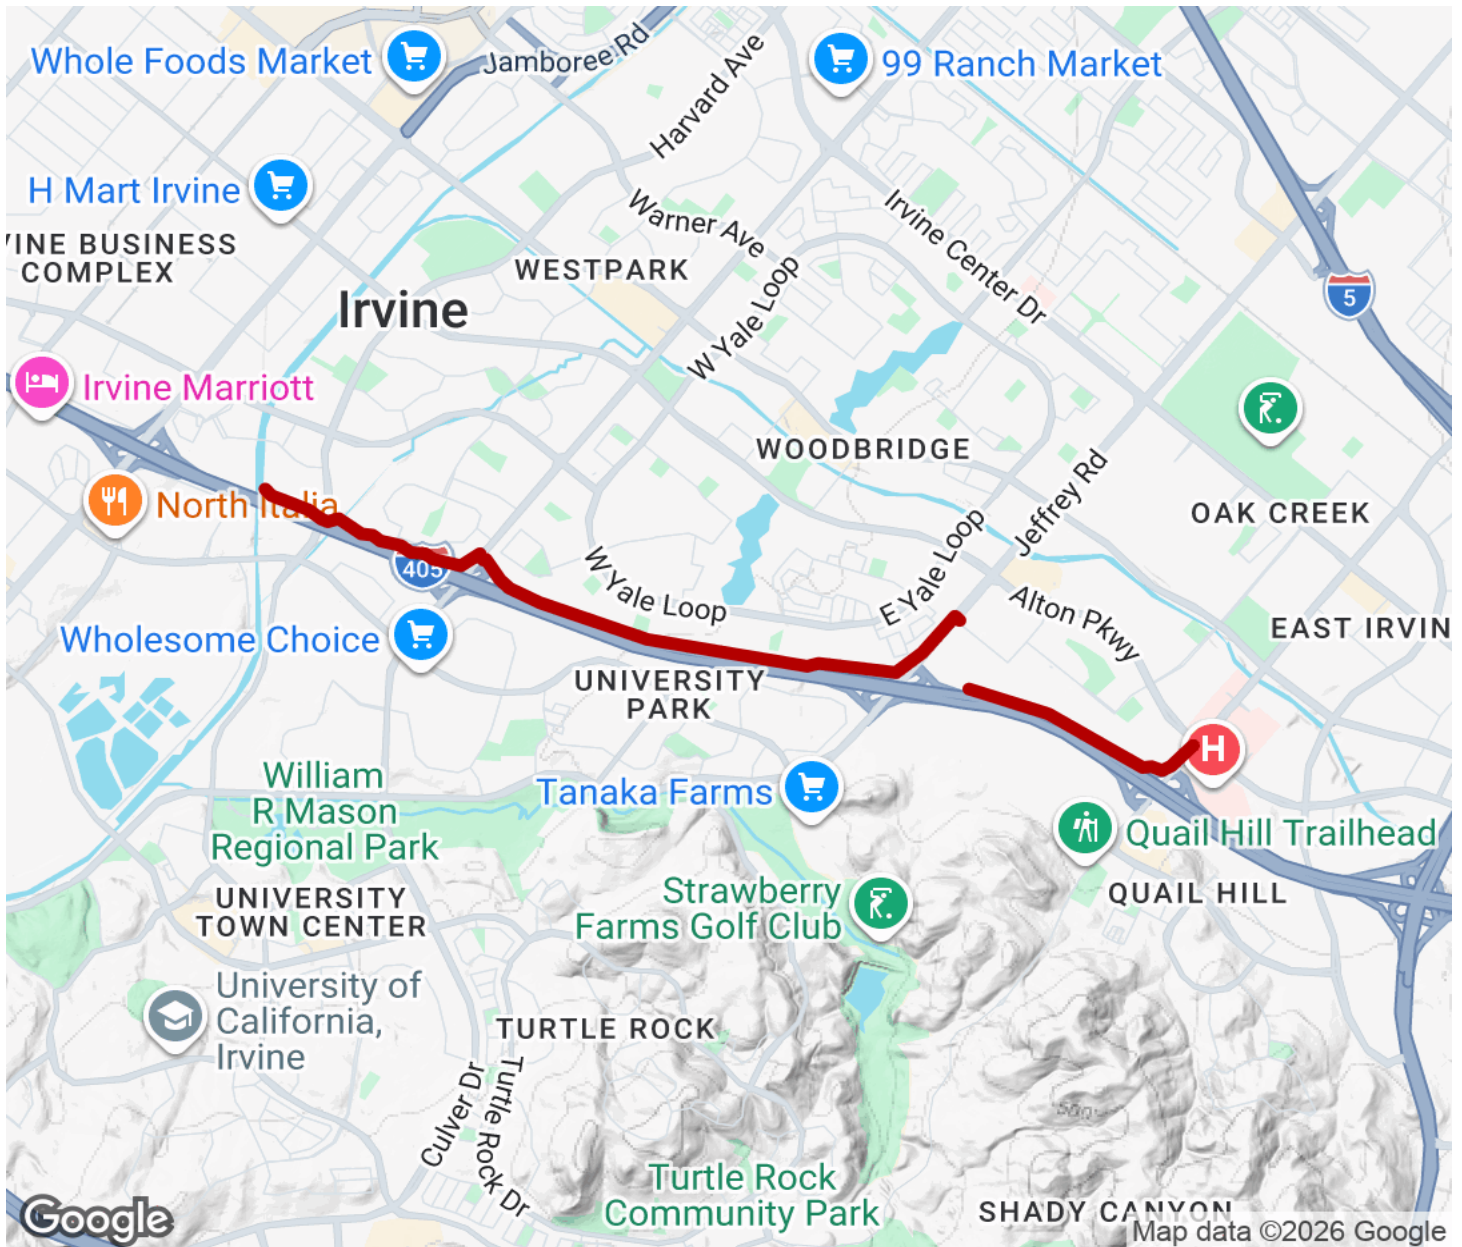 Whole Foods Market
Jamboree Rd
Harvard Ave
99 Ranch Market
H Mart Irvine
Warner Ave
Irvine Center Dr
VINE BUSINESS
COMPLEX
WESTPARK
W Yale Loop
Irvine
5
Irvine Marriott
WOODBRIDGE
Jeffrey Rd
North Italia
OAK CREEK
405
W Yale Loop
E Yale Loop
Alton Pkwy
EAST IRVIN
Wholesome Choice
UNIVERSITY
PARK
H
William
R Mason
Regional Park
Tanaka Farms
Quail Hill Trailhead
UNIVERSITY
TOWN CENTER
Strawberry
Farms Golf Club
QUAIL HILL
University of
California,
Irvine
TURTLE ROCK
Culver Dr
Turtle Rock Dr
Turtle Rock
Community Park
SHADY CANYON
Google
Map data ©2026 Google